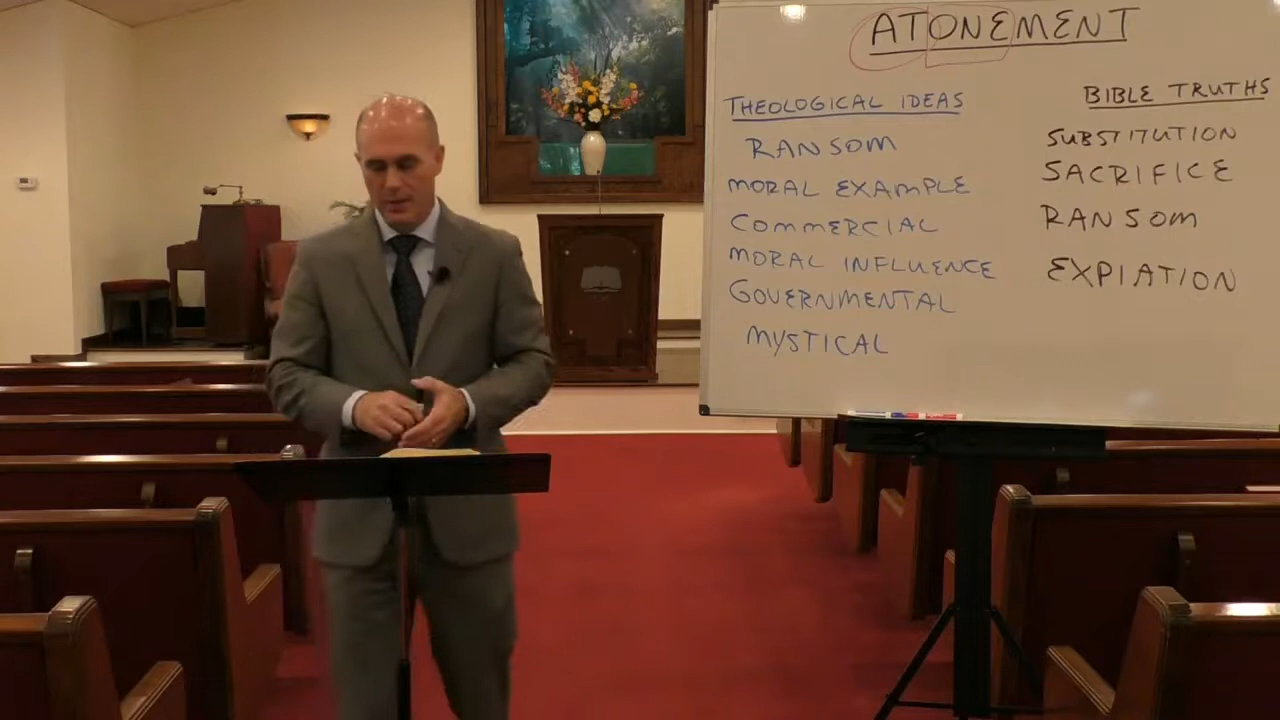 ATONEMENT
THEOLOGICAL IDEAS
RANSOM
MORAL EXAMPLE
COMMERCIAL
MORAL INFLUENCE
GOVERNMENTAL
MYSTICAL
BIBLE TRUTHS
SUBSTITUTION
SACRIFICE
RANSOM
EXPIATION